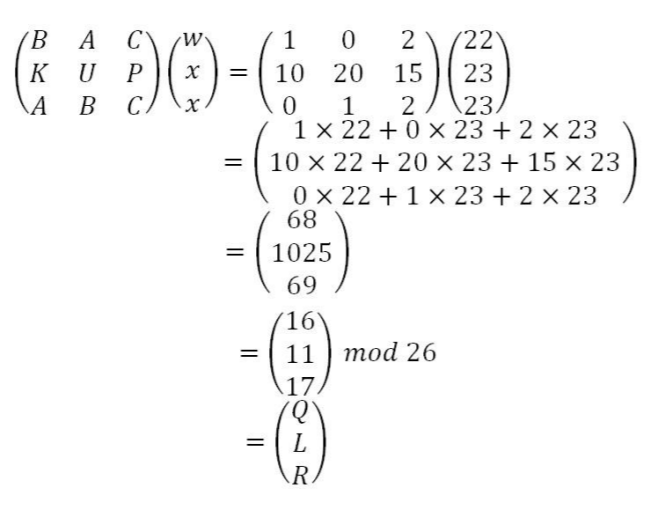 (B A C) (w) = (1 0 2) (22)
(K U P) (x) = (10 20 15) (23)
(A B C) (x) = (0 1 2) (23)
= (1 × 22 + 0 × 23 + 2 × 23)
(10 × 22 + 20 × 23 + 15 × 23)
(0 × 22 + 1 × 23 + 2 × 23)
= (68)
(1025)
(69)
= (16)
(11) mod 26
(17)
= (Q)
(L)
(R)